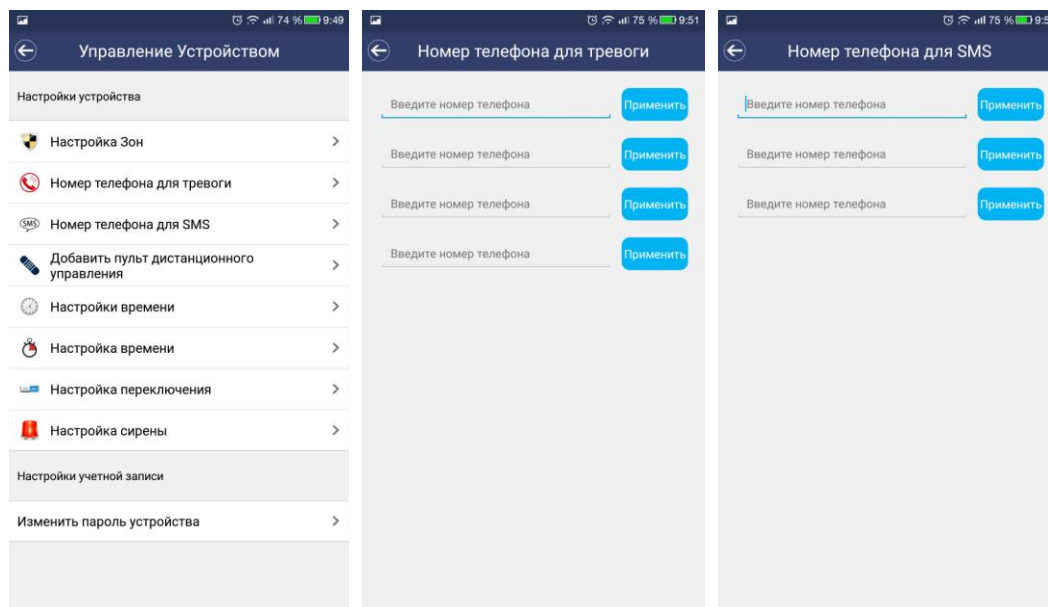 74 % 9:49
Управление Устройством
Настройки устройства
Настройка Зон
Номер телефона для тревоги
SMS
Номер телефона для SMS
Добавить пульт дистанционного
управления
Настройки времени
Настройка времени
Настройка переключения
Настройка сирены
Настройки учетной записи
Изменить пароль устройства
75 % 9:51
Номер телефона для тревоги
Введите номер телефона Применить
Введите номер телефона Применить
Введите номер телефона Применить
Введите номер телефона Применить
75 % 9:5
Номер телефона для SMS
Введите номер телефона Применить
Введите номер телефона Применить
Введите номер телефона Применить